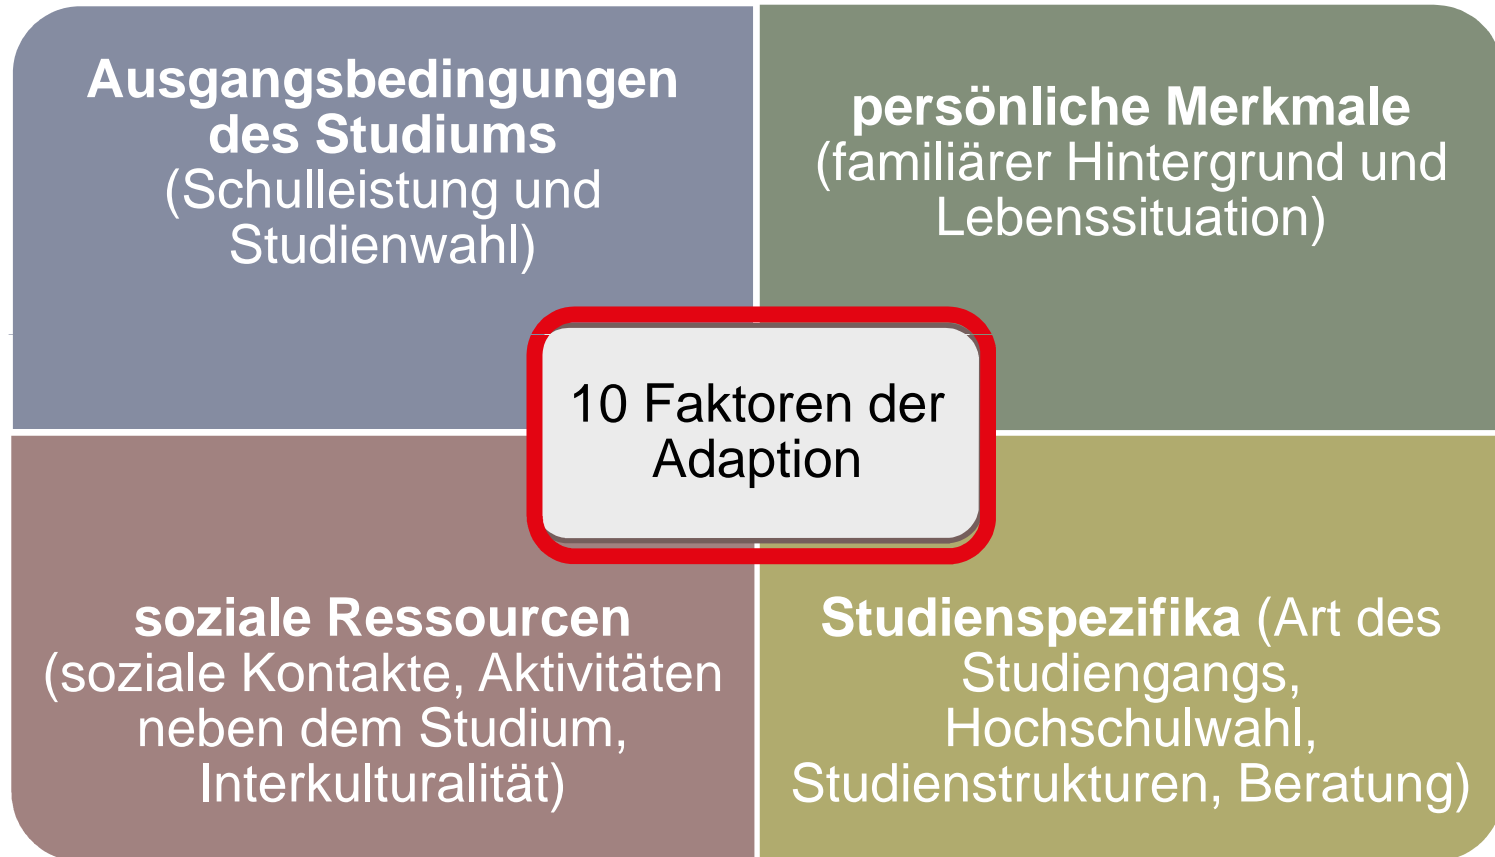 Ausgangsbedingungen
des Studiums
(Schulleistung und
Studienwahl)
persönliche Merkmale
(familiärer Hintergrund und
Lebenssituation)
10 Faktoren der
Adaption
soziale Ressourcen
(soziale Kontakte, Aktivitäten
neben dem Studium,
Interkulturalität)
Studienspezifika (Art des
Studiengangs,
Hochschulwahl,
Studienstrukturen, Beratung)